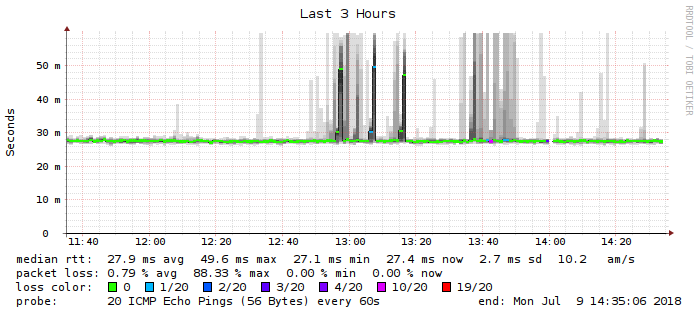 Last 3 Hours
RRDTOOL / TOBI OETIKER
Seconds
50 m
40 m
30 m
20 m
10 m
0
11:40 12:00 12:20 12:40 13:00 13:20 13:40 14:00 14:20
median rtt: 27.9 ms avg 49.6 ms max 27.1 ms min 27.4 ms now 2.7 ms sd 10.2 am/s
packet loss: 0.79 % avg 88.33 % max 0.00 % min 0.00 % now
loss color: 0 1/20 2/20 3/20 4/20 10/20 19/20
probe: 20 ICMP Echo Pings (56 Bytes) every 60s end: Mon Jul 9 14:35:06 2018